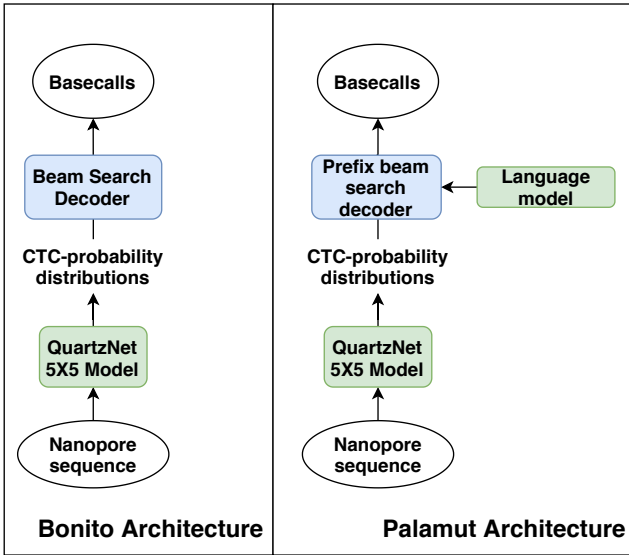 Basecalls
Beam Search
Decoder
CTC-probability
distributions
QuartzNet
5X5 Model
Nanopore
sequence
Bonito Architecture
Basecalls
Prefix beam
search
decoder
Language
model
CTC-probability
distributions
QuartzNet
5X5 Model
Nanopore
sequence
Palamut Architecture